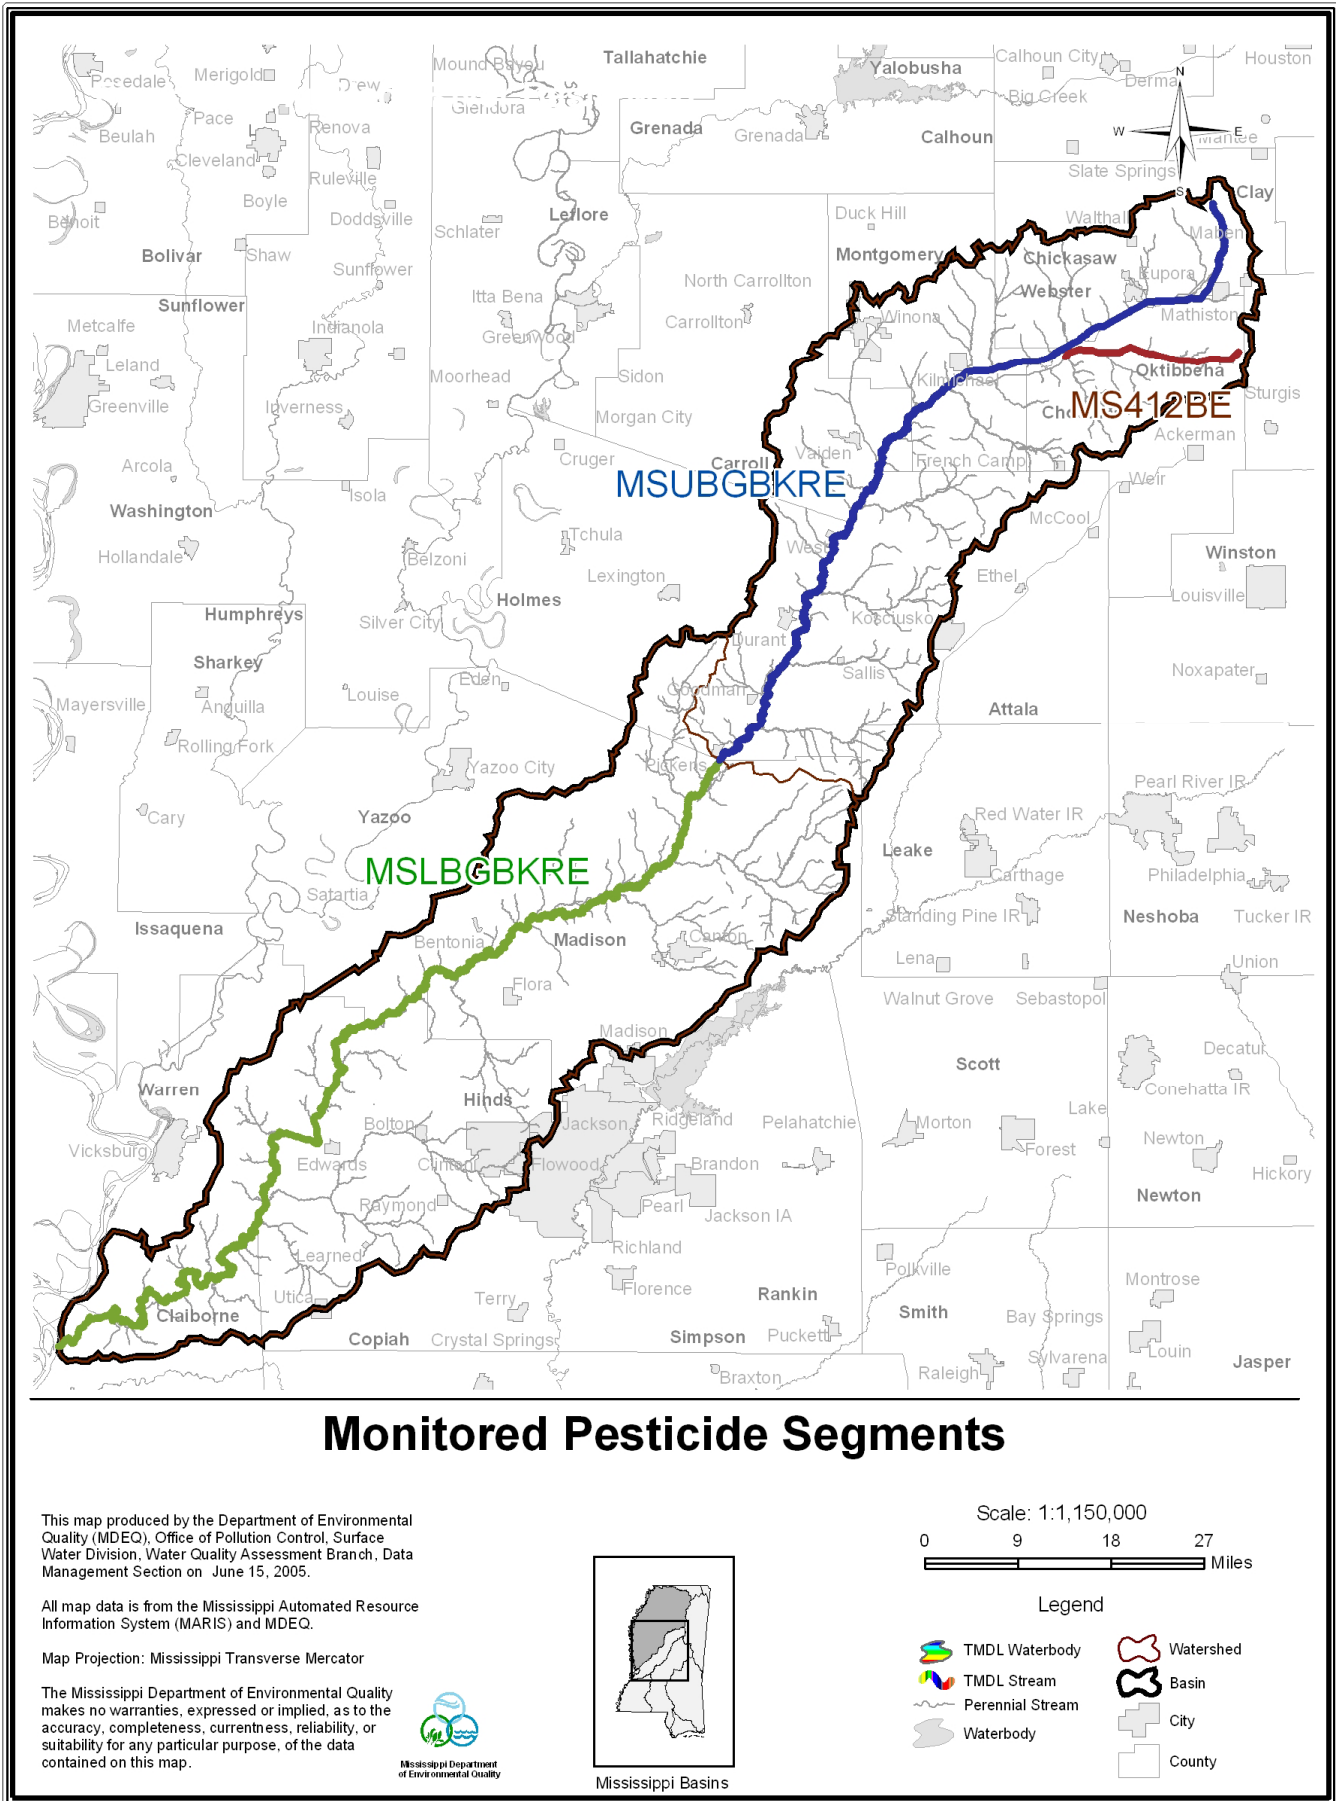 Tallahatchie
Mound Bayou
Yalobusha
Calhoun City
Houston
Rosedale
Merigold
Drew
Derma
N
Big Creek
Glendora
Pace
Beulah
Renova
Grenada
Grenada
Calhoun
W
E
Mantee
Cleveland
Ruleville
Slate Springs
S
Clay
Boyle
Benoit
Doddsville
Leflore
Duck Hill
Walthall
Schlater
Maben
Bolivar
Shaw
Montgomery
Chickasaw
Sunflower
Eupora
North Carrollton
Webster
Itta Bena
Sunflower
Mathiston
Metcalfe
Indianola
Greenwood
Carrollton
Winona
Leland
Oktibbeha
Moorhead
Sidon
Kilmichael
Sturgis
Greenville
Inverness
Morgan City
MS412BE
Ackerman
Arcola
Cruger
Carroll
Vaiden
French Camp
Weir
MSUBGBKRE
Isola
Washington
McCool
Tchula
West
Winston
Hollandale
Belzoni
Lexington
Ethel
Louisville
Holmes
Humphreys
Silver City
Kosciusko
Durant
Sharkey
Sallis
Noxapater
Eden
Goodman
Louise
Mayersville
Anguilla
Attala
Rolling Fork
Yazoo City
Pickens
Pearl River IR
Cary
Yazoo
Red Water IR
Leake
MSLBGBKRE
Carthage
Philadelphia
Satartia
Standing Pine IR
Neshoba
Tucker IR
Issaquena
Bentonia
Madison
Canton
Lena
Union
Flora
Walnut Grove
Sebastopol
Madison
Decatur
Scott
Warren
Conehatta IR
Hinds
Lake
Bolton
Jackson
Ridgeland
Pelahatchie
Morton
Newton
Vicksburg
Forest
Edwards
Clinton
Flowood
Brandon
Hickory
Newton
Raymond
Pearl
Jackson IA
Richland
Learned
Polkville
Montrose
Florence
Utica
Terry
Rankin
Claiborne
Smith
Bay Springs
Copiah
Crystal Springs
Simpson
Puckett
Louin
Sylvarena
Jasper
Braxton
Raleigh
Monitored Pesticide Segments
This map produced by the Department of Environmental
Quality (MDEQ), Office of Pollution Control, Surface
Water Division, Water Quality Assessment Branch, Data
Management Section on June 15, 2005.
All map data is from the Mississippi Automated Resource
Information System (MARIS) and MDEQ.
Map Projection: Mississippi Transverse Mercator
The Mississippi Department of Environmental Quality
makes no warranties, expressed or implied, as to the
accuracy, completeness, currentness, reliability, or
suitability for any particular purpose, of the data
contained on this map.
Mississippi Department
of Environmental Quality
Mississippi Basins
Scale: 1:1,150,000
0 9 18 27
Miles
Legend
TMDL Waterbody
TMDL Stream
Perennial Stream
Waterbody
Watershed
Basin
City
County